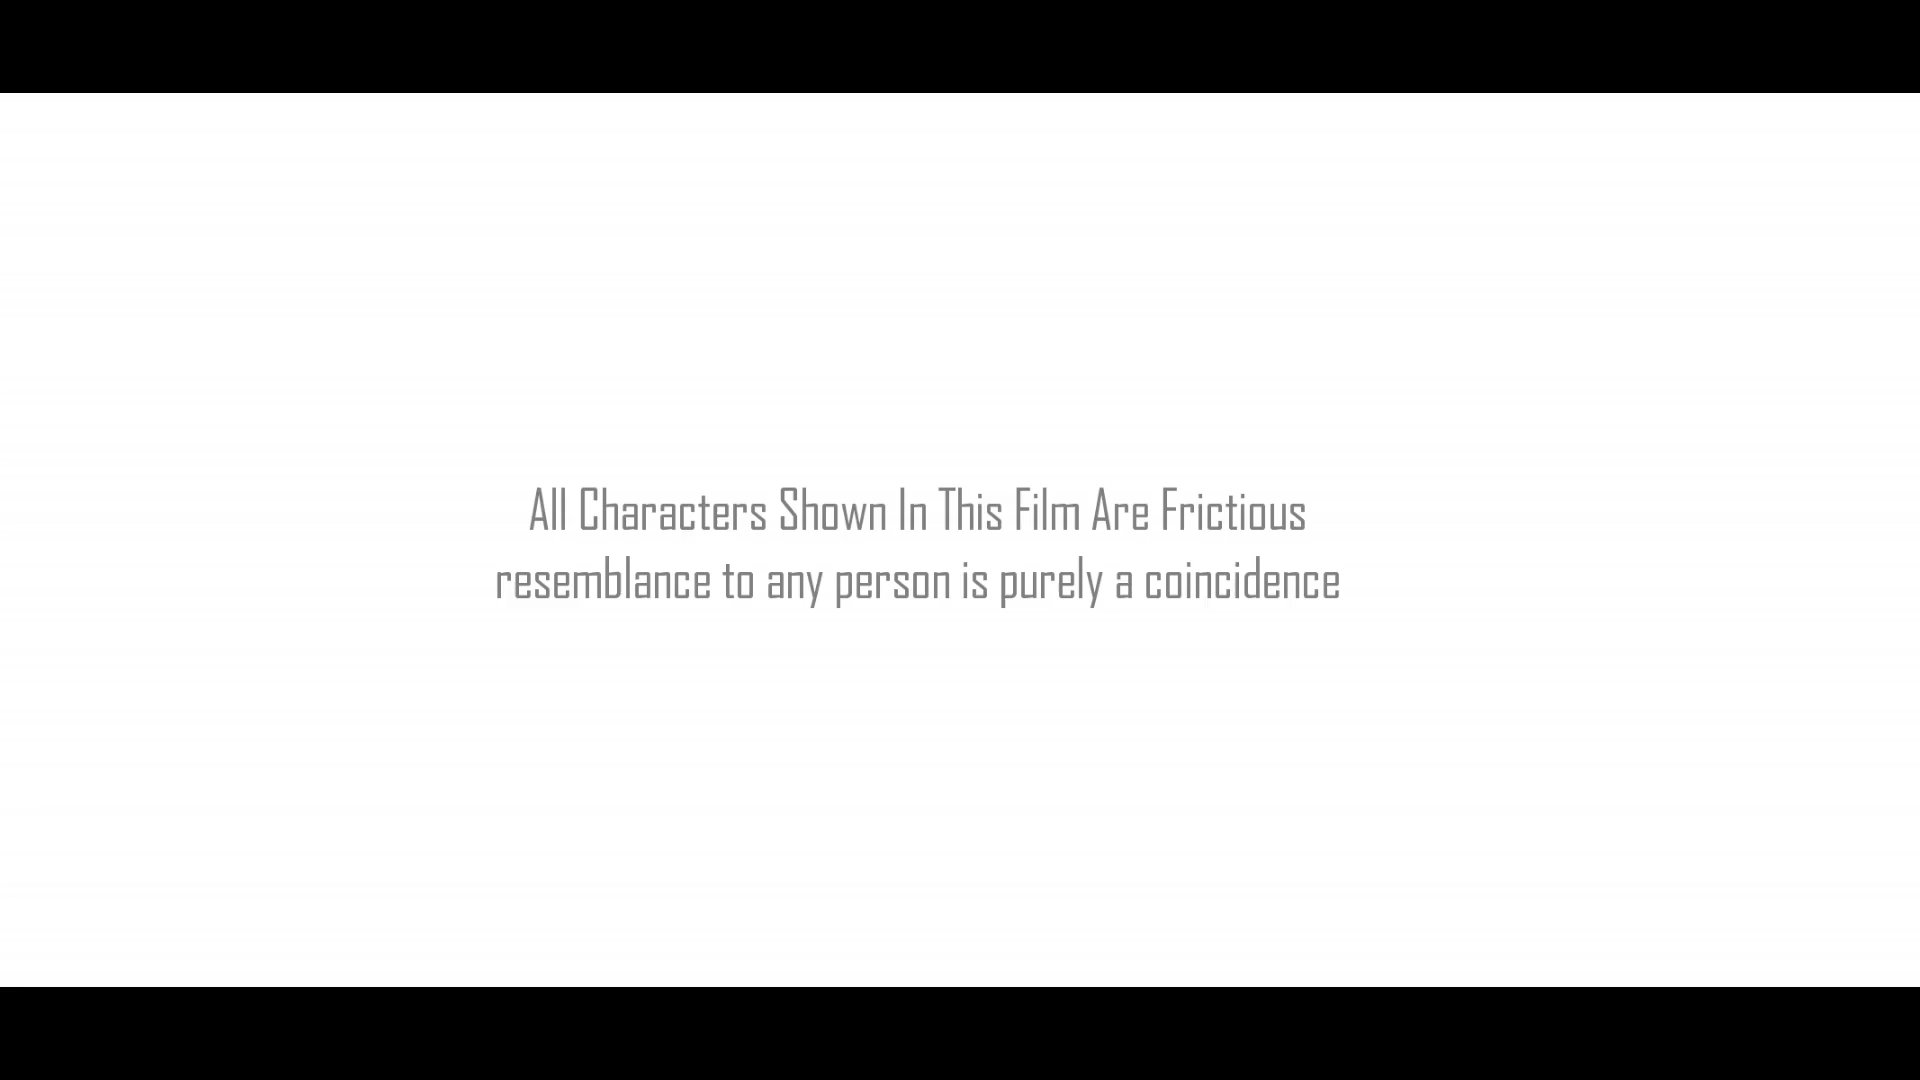 All Characters Shown In This Film Are Frictious
resemblance to any person is purely a coincidence